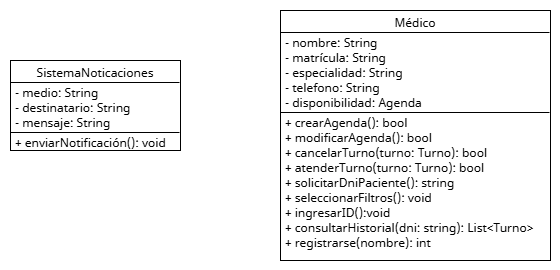 SistemaNoticaciones
- medio: String
- destinatario: String
- mensaje: String
+ enviarNotificación(): void
Médico
- nombre: String
- matrícula: String
- especialidad: String
- telefono: String
- disponibilidad: Agenda
+ crearAgenda(): bool
+ modificarAgenda(): bool
+ cancelarTurno(turno: Turno): bool
+ atenderTurno(turno: Turno): bool
+ solicitarDniPaciente(): string
+ seleccionarFiltros(): void
+ ingresarID():void
+ consultarHistorial(dni: string): List<Turno>
+ registrarse(nombre): int